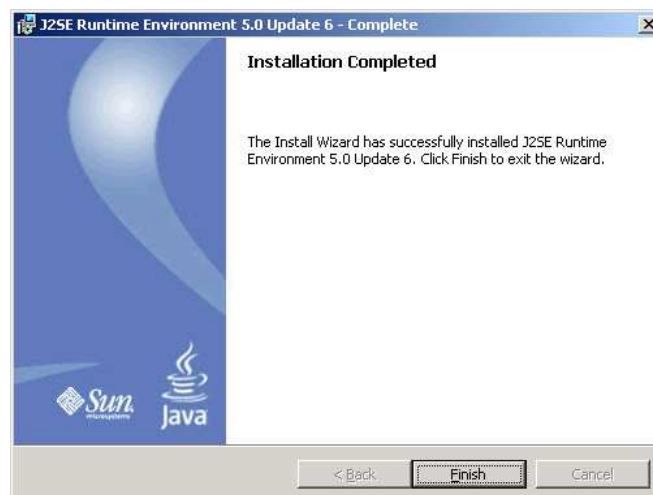 J2SE Runtime Environment 5.0 Update 6 - Complete
Installation Completed
The Install Wizard has successfully installed J2SE Runtime
Environment 5.0 Update 6. Click Finish to exit the wizard.
Sun
microsystems
Java
< Back
Finish
Cancel